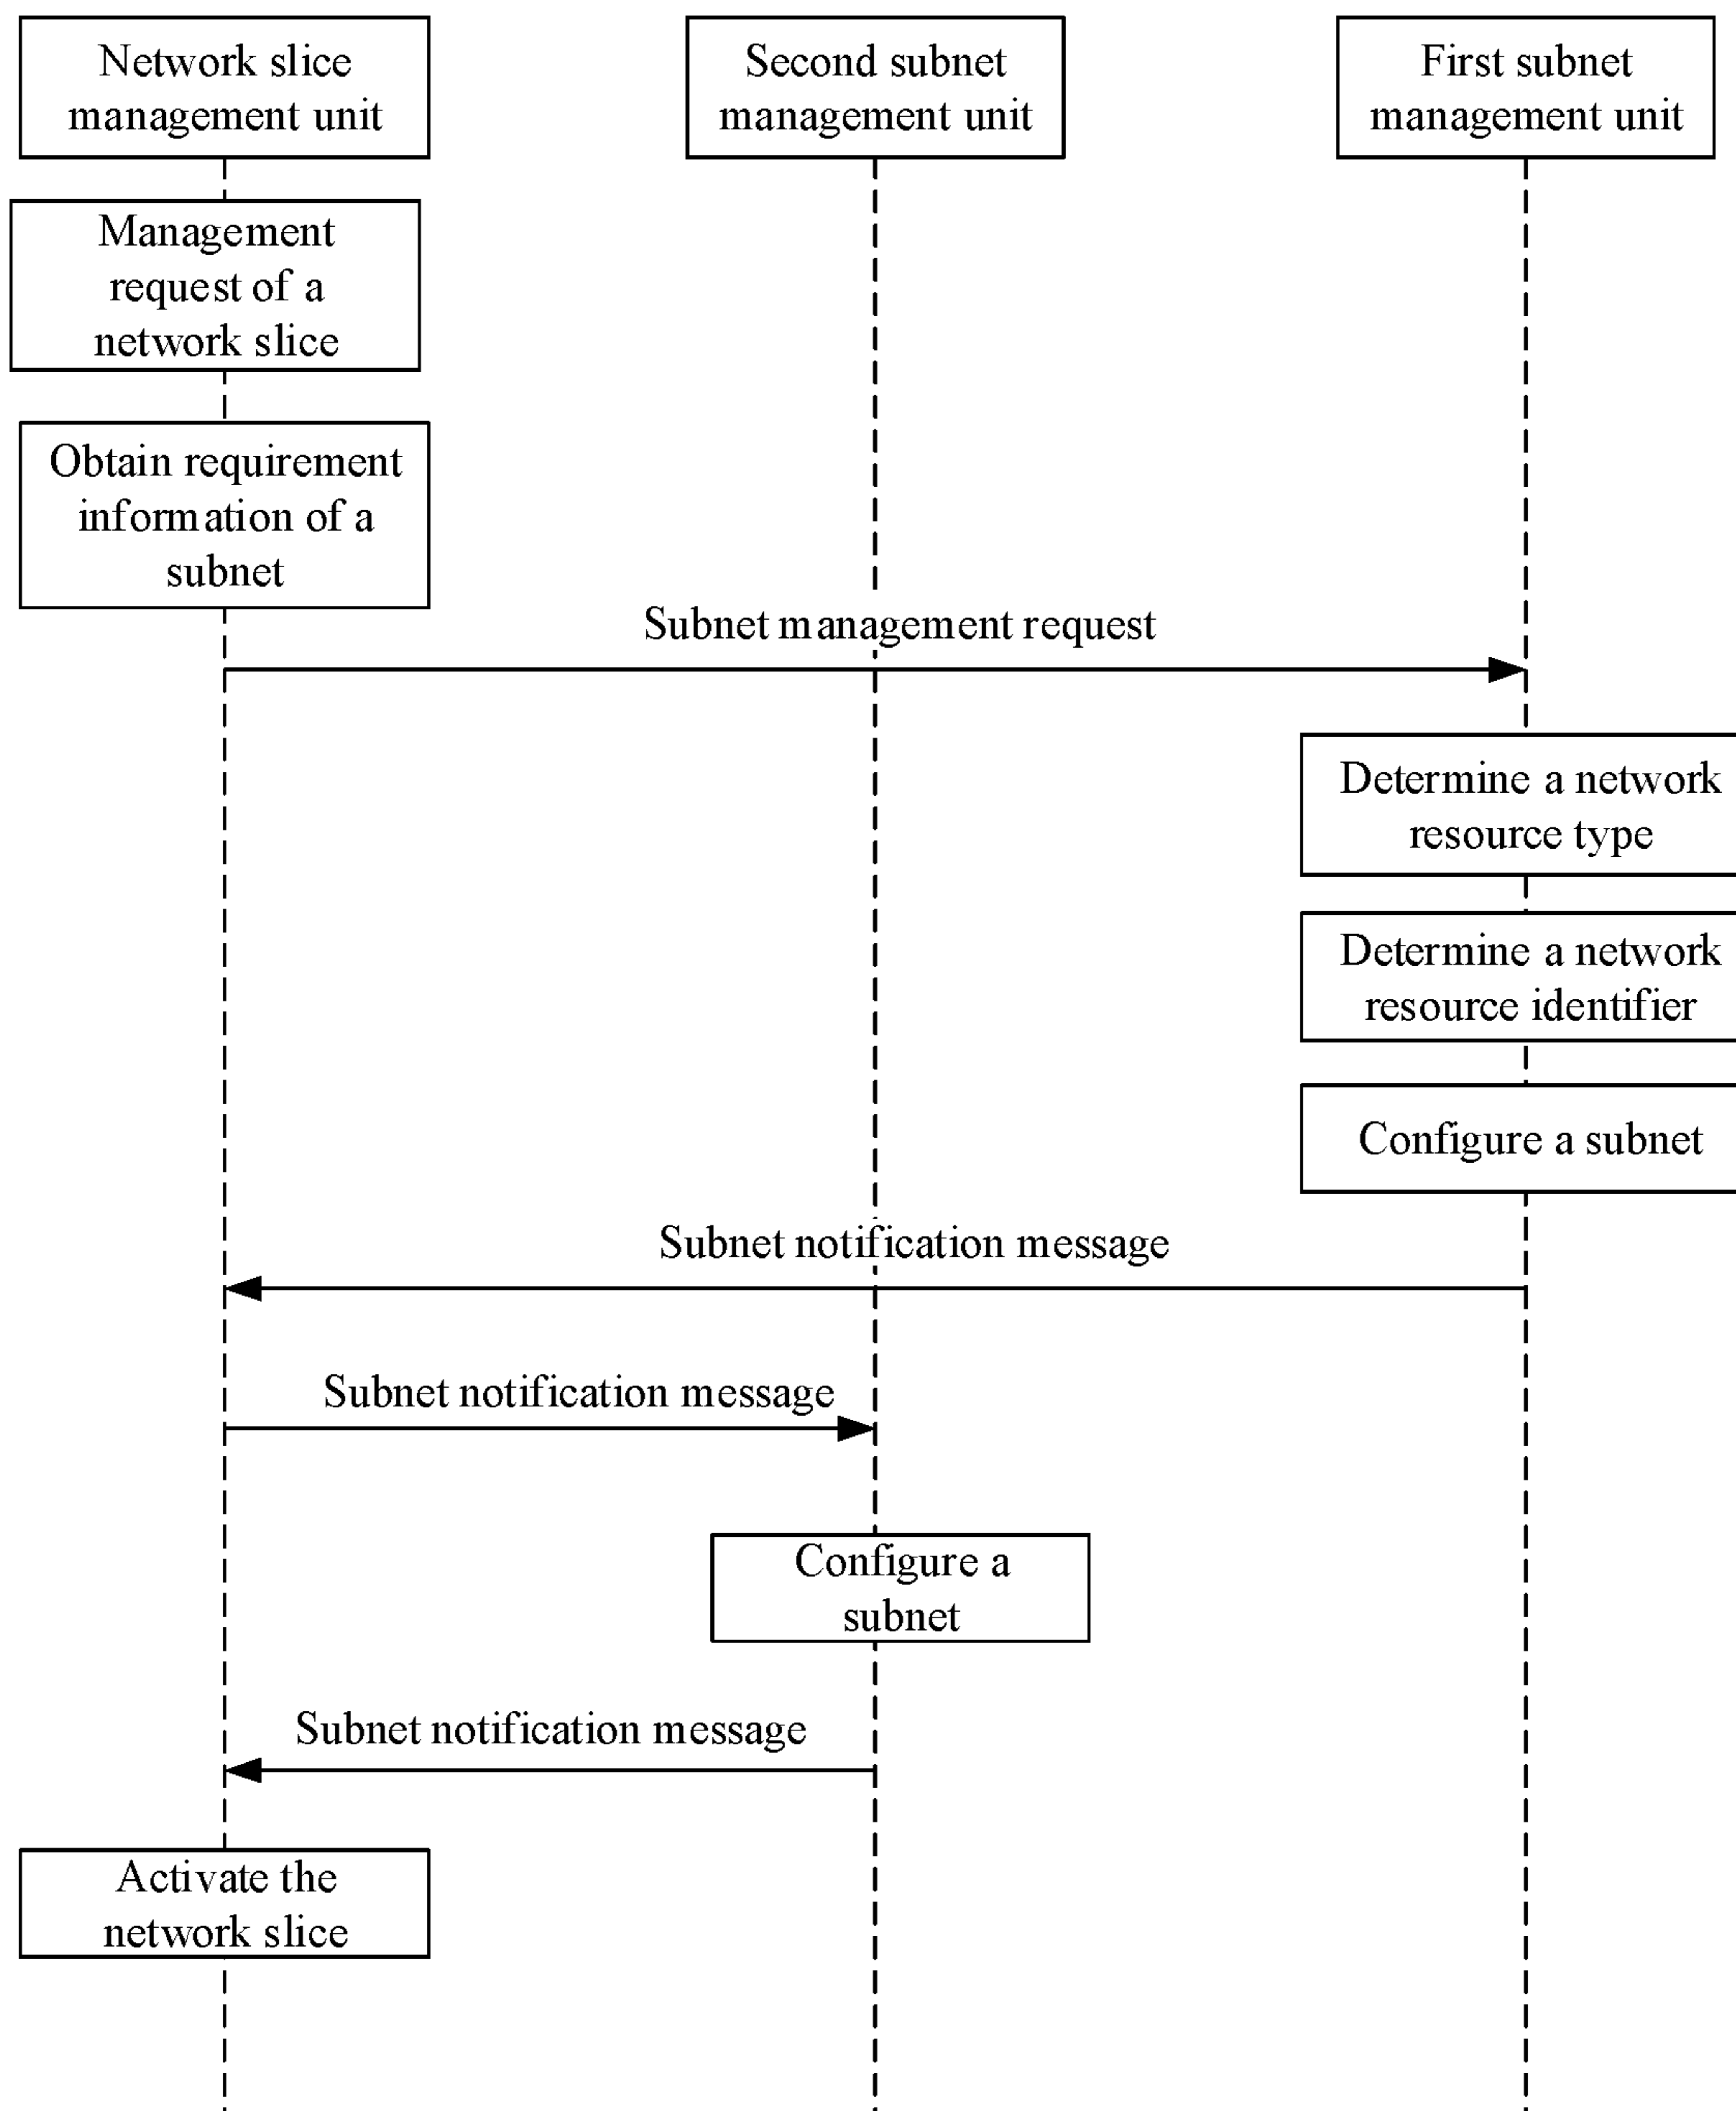 Network slice
management unit
Second subnet
management unit
First subnet
management unit
Management
request of a
network slice
Obtain requirement
information of a
subnet
Subnet management request
Determine a network
resource type
Determine a network
resource identifier
Configure a subnet
Subnet notification message
Subnet notification message
Configure a
subnet
Subnet notification message
Activate the
network slice